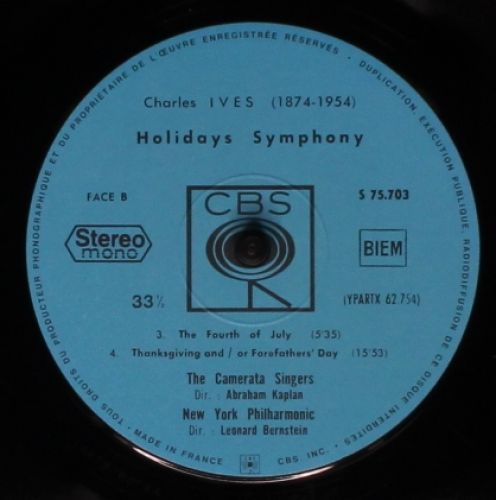 TOUS DROITS DU PRODUCTEUR PHONOGRAPHIQUE ET DU PROPRIÉTAIRE DE L'ŒUVRE ENREGISTRÉE RÉSERVÉS • DUPLICATION, EXÉCUTION PUBLIQUE, RADIODIFFUSION DE CE DISQUE INTERDITES •
Charles IVES (1874-1954)
Holidays Symphony
FACE B
CBS
S 75.703
Stereo
mono
BIEM
33⅓
(YPARTX 62.754)
3. The Fourth of July (5'35)
4. Thanksgiving and / or Forefathers' Day (15'53)
The Camerata Singers
Dir. : Abraham Kaplan
New York Philharmonic
Dir. : Leonard Bernstein
• MADE IN FRANCE
CBS
CBS INC. •